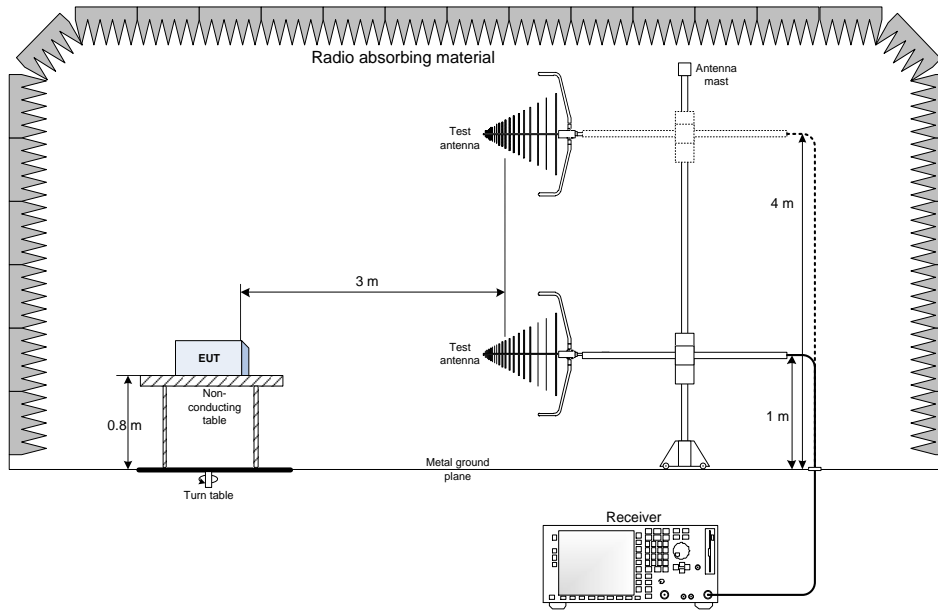 Radio absorbing material
Antenna
mast
Test
antenna
4 m
3 m
Test
antenna
EUT
Non-
conducting
table
0.8 m
1 m
Metal ground
plane
Turn table
Receiver